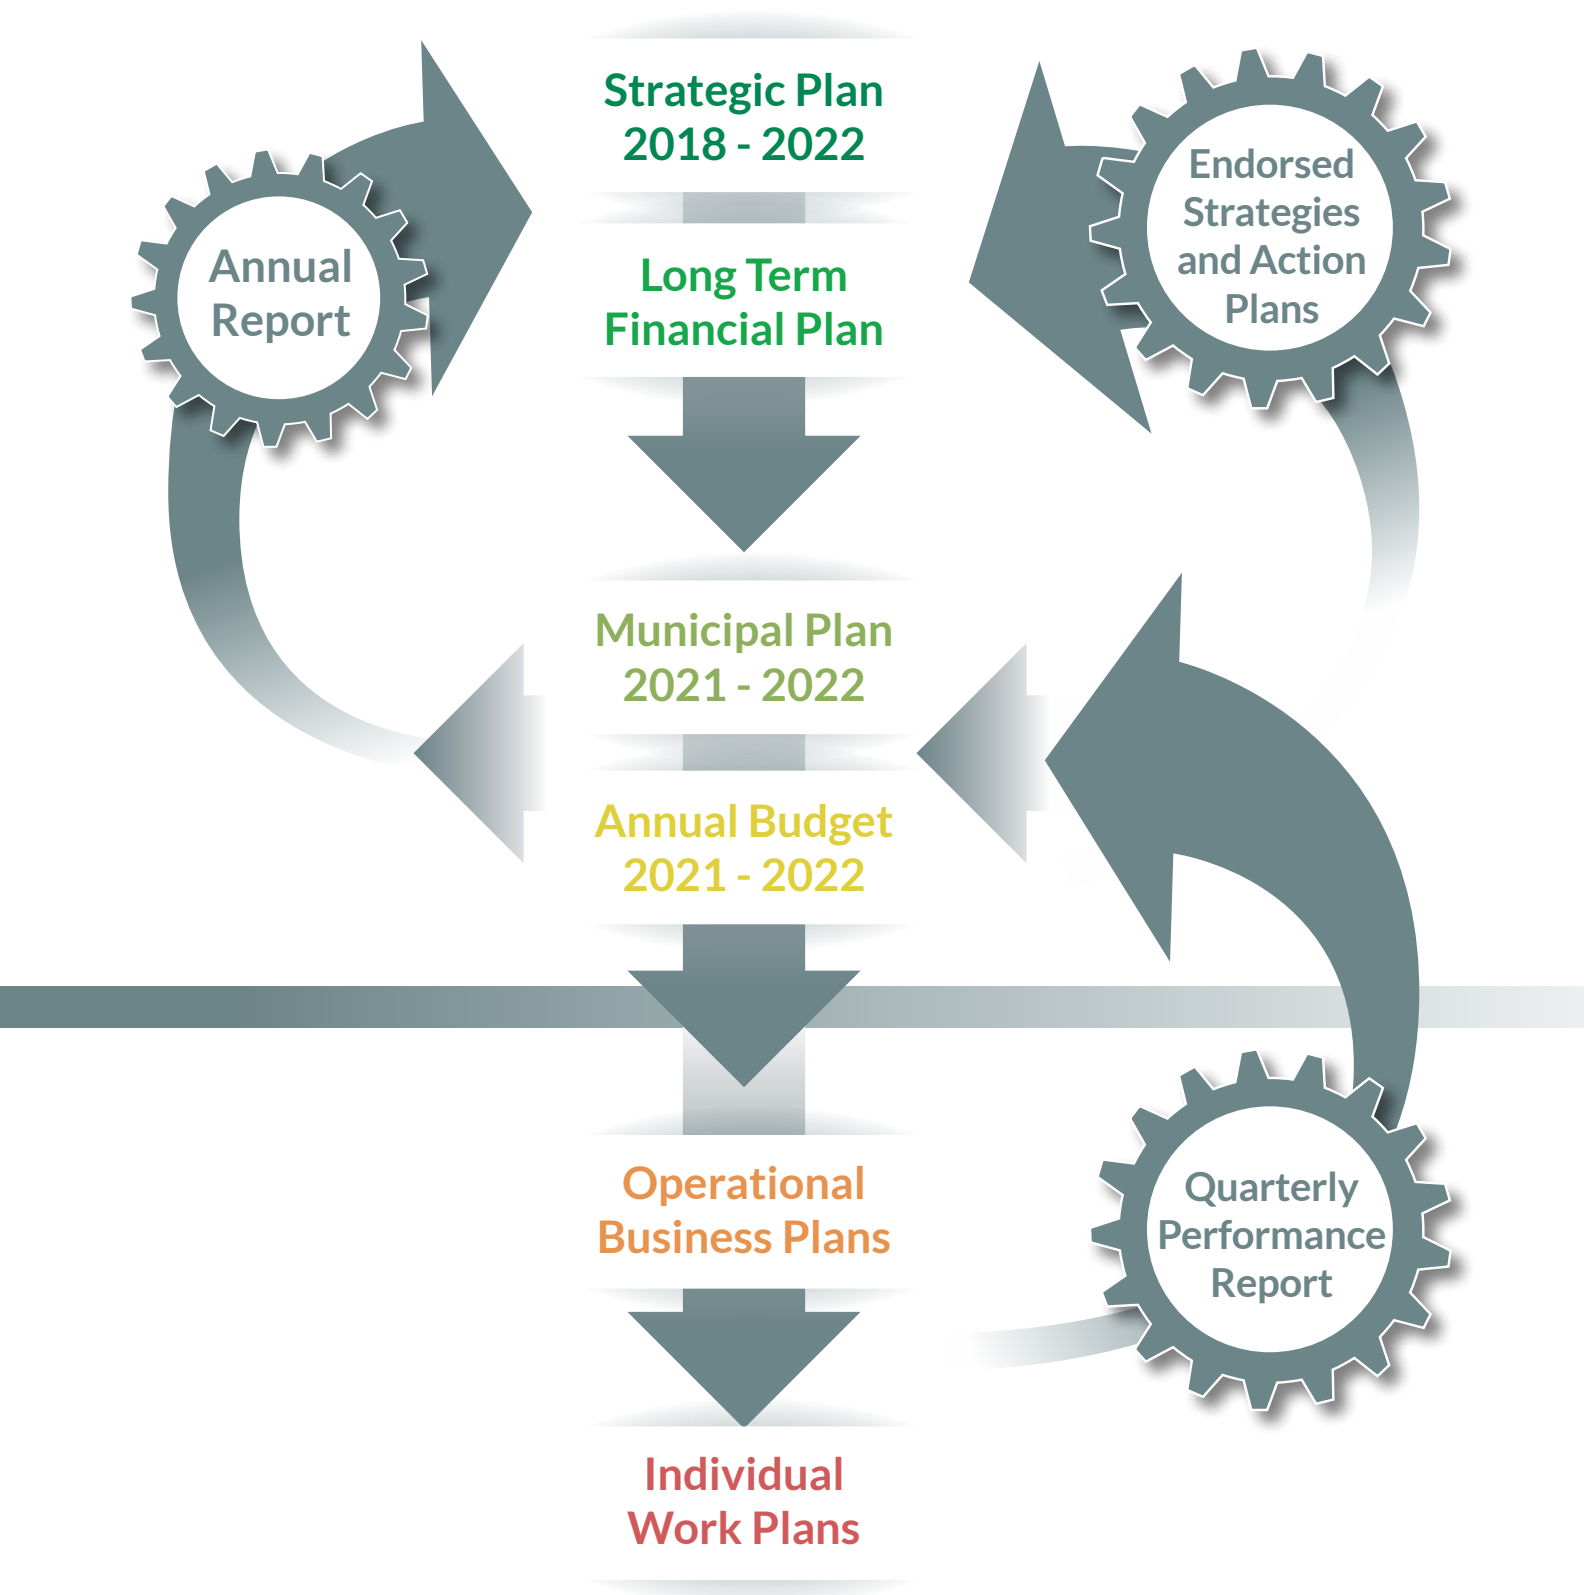 Strategic Plan
2018 - 2022
Long Term
Financial Plan
Annual
Report
Endorsed
Strategies
and Action
Plans
Municipal Plan
2021 - 2022
Annual Budget
2021 - 2022
Operational
Business Plans
Quarterly
Performance
Report
Individual
Work Plans